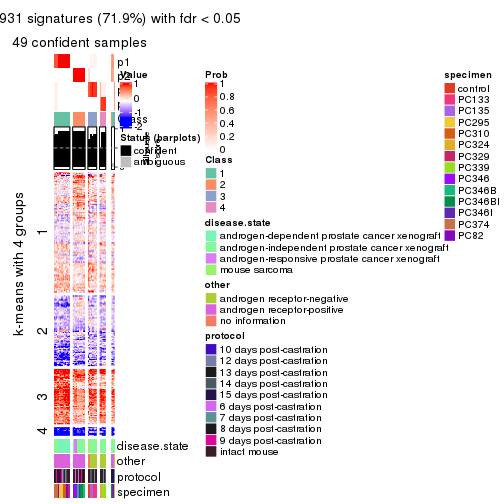 931 signatures (71.9%) with fdr < 0.05
49 confident samples
p1
p2
Value
1
0
-1
-2
Class
Status (barplots)
confident
ambiguous
1
2
3
4
k-means with 4 groups
disease.state
other
protocol
specimen
Prob
1
0.8
0.6
0.4
0.2
0
Class
1
2
3
4
disease.state
androgen-dependent prostate cancer xenograft
androgen-independent prostate cancer xenograft
androgen-responsive prostate cancer xenograft
mouse sarcoma
other
androgen receptor-negative
androgen receptor-positive
no information
protocol
10 days post-castration
12 days post-castration
13 days post-castration
14 days post-castration
15 days post-castration
6 days post-castration
7 days post-castration
8 days post-castration
9 days post-castration
intact mouse
specimen
control
PC133
PC135
PC295
PC310
PC324
PC329
PC339
PC346
PC346B
PC346BI
PC346I
PC374
PC82